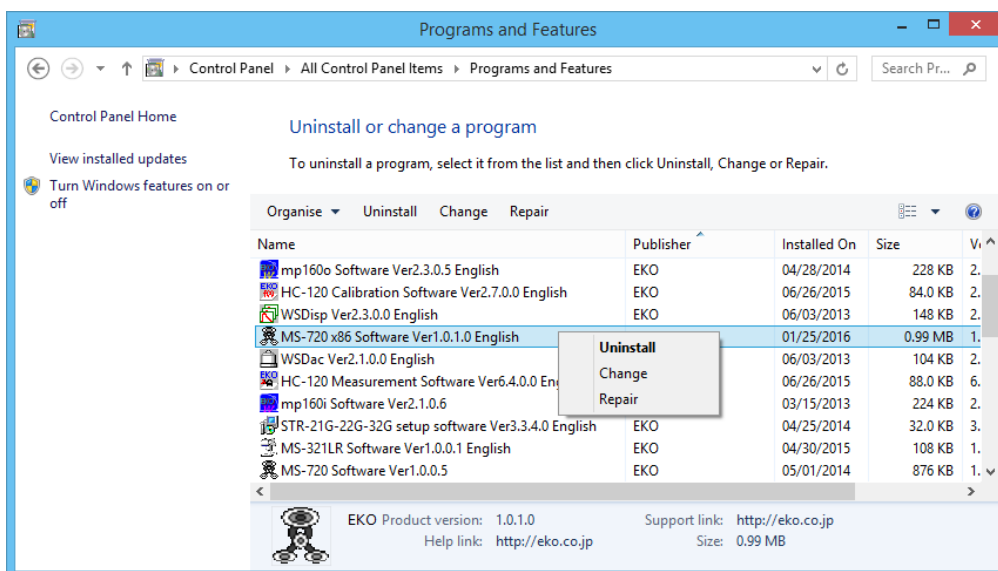 Programs and Features
Control Panel Al Control Panel Items Programs and Features Search Pr...
Control Panel Home
View installed updates
Turn Windows features on or
off
Uninstall or change a program
To uninstall a program, select it from the list and then click Uninstall, Change or Repair.
Organise Uninstall Change Repair
Name Publisher Installed On Size
mp160o Software Ver2.3.0.5 English EKO 04/28/2014 228 KB 2.
HC-120 Calibration Software Ver2.7.0.0 English EKO 06/26/2015 84.0 KB 2.
WSDisp Ver2.3.0.0 English EKO 06/03/2013 148 KB 2.
MS-720 x86 Software Ver1.0.1.0 English 01/25/2016 0.99 MB 1.
WSDac Ver2.1.0.0 English 06/03/2013 104 KB 2.
HC-120 Measurement Software Ver6.4.0.0 En 06/26/2015 88.0 KB 6.
mp160i Software Ver2.1.0.6 03/15/2013 224 KB 2.
STR-21G-22G-32G setup software Ver3.3.4.0 English EKO 04/25/2014 32.0 KB 3.
MS-321LR Software Ver1.0.0.1 English EKO 04/30/2015 108 KB 1.
MS-720 Software Ver1.0.0.5 EKO 05/01/2014 876 KB 1.
Uninstall
Change
Repair
EKO Product version: 1.0.1.0 Support link: http://eko.co.jp
Help link: http://eko.co.jp Size: 0.99 MB